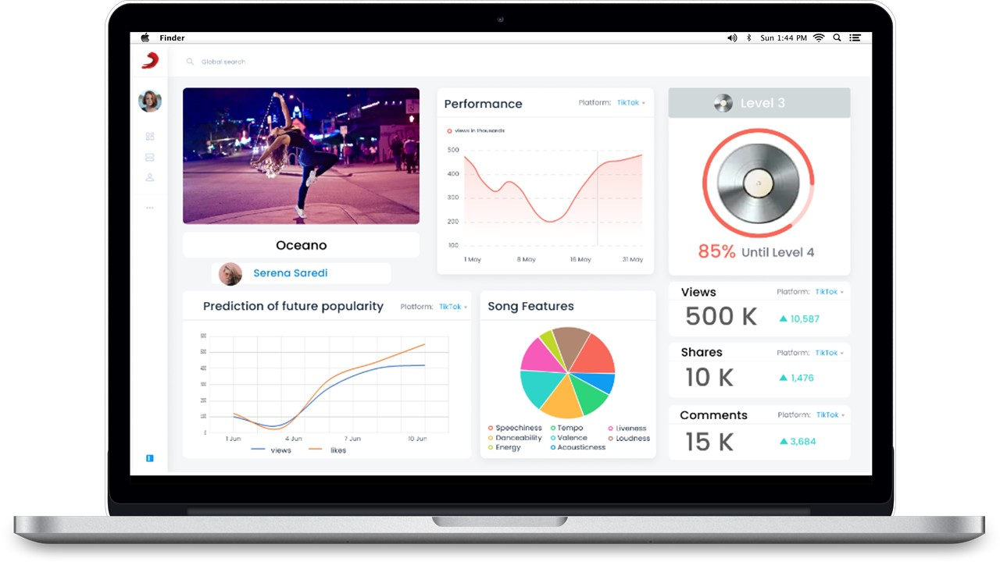 Finder
Sun 1:44 PM
Global search
Oceano
Serena Saredi
Performance
Platform: TikTok
views in thousands
500
400
300
200
100
1 May 8 May 16 May 31 May
Level 3
85% Until Level 4
Prediction of future popularity
Platform: TikTok
600
500
400
300
200
100
0
1 Jun 4 Jun 7 Jun 10 Jun
views likes
Song Features
Speechiness Tempo Liveness
Danceability Valence Loudness
Energy Acousticness
Views Platform: TikTok
500 K 10,587
Shares Platform: TikTok
10 K 1,476
Comments Platform: TikTok
15 K 3,684